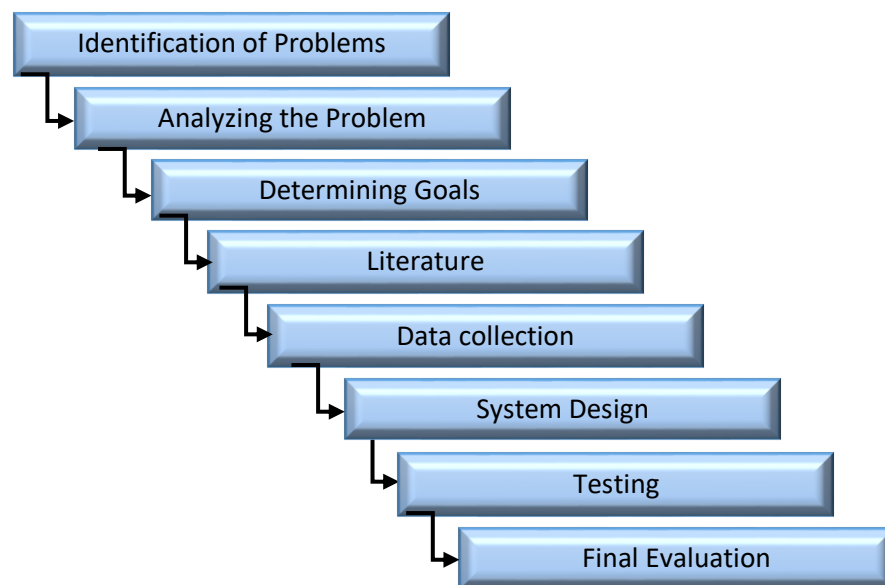 Identification of Problems
Analyzing the Problem
Determining Goals
Literature
Data collection
System Design
Testing
Final Evaluation